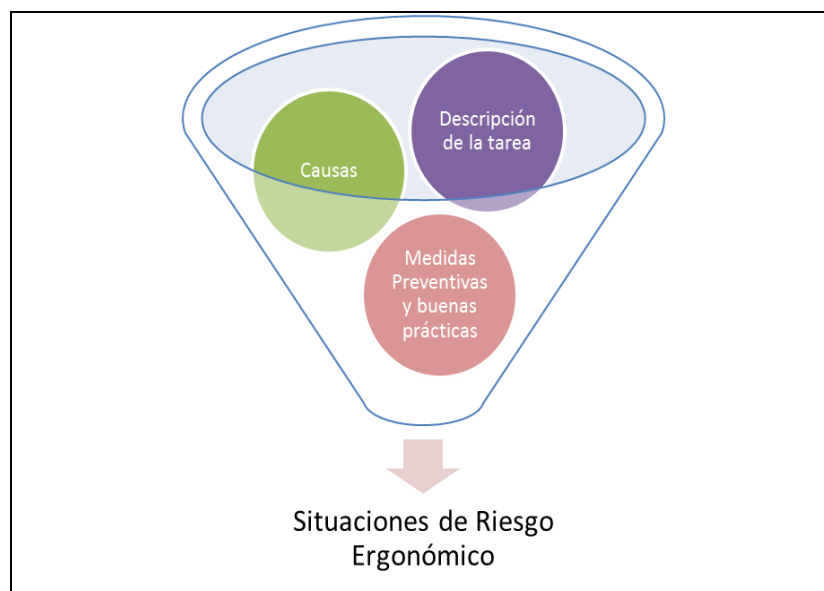 Descripción
de la tarea
Causas
Medidas
Preventivas
y buenas
prácticas
Situaciones de Riesgo
Ergonómico